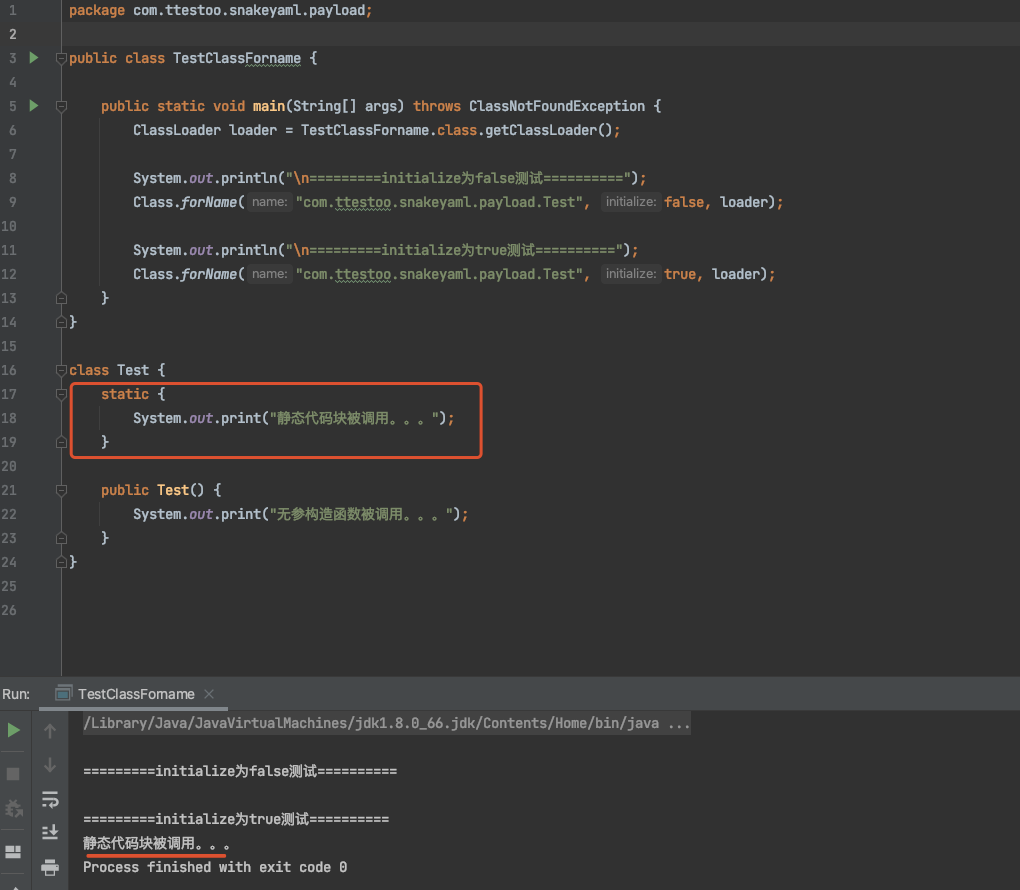 1 package com.ttestoo.snakeyaml.payload;
2
3 public class TestClassForname {
4
5 public static void main(String[] args) throws ClassNotFoundException {
6 ClassLoader loader = TestClassForname.class.getClassLoader();
7
8 System.out.println("\n=========initialize为false测试==========");
9 Class.forName( name: "com.ttestoo.snakeyaml.payload.Test", initialize: false, loader);
10
11 System.out.println("\n=========initialize为true测试==========");
12 Class.forName( name: "com.ttestoo.snakeyaml.payload.Test", initialize: true, loader);
13 }
14 }
15
16 class Test {
17 static {
18 System.out.print("静态代码块被调用。。。");
19 }
20
21 public Test() {
22 System.out.print("无参构造函数被调用。。。");
23 }
24 }
25
26
Run: TestClassForname
/Library/Java/JavaVirtualMachines/jdk1.8.0_66.jdk/Contents/Home/bin/java ...
=========initialize为false测试==========
=========initialize为true测试==========
静态代码块被调用。。。
Process finished with exit code 0